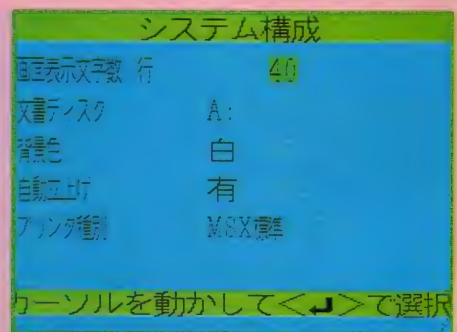 システム構成
画面表示文字数/行 40
文書ディスク A:
背景色 白
自動立上げ 有
プリンタ種別 MSX標準
カーソルを動かして<↵>で選択